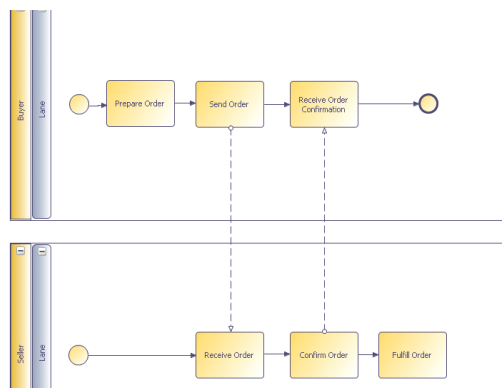 Buyer
Lane
Prepare Order
Send Order
Receive Order
Confirmation
Seller
Lane
Receive Order
Confirm Order
Fulfill Order